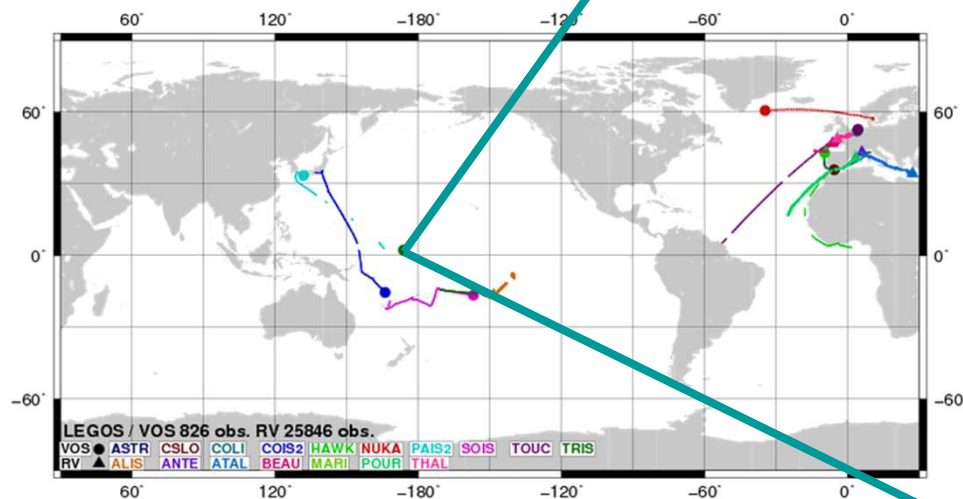 60° 120° −180° −120° −60° 0°
60° 60°
0° 0°
−60° −60
LEGOS / VOS 826 obs. RV 25846 obs.
VOS ASTR CSLO COLI COIS2 HAWK NUKA PAIS2 SOIS TOUC TRIS
RV ALIS ANTE ATAL BEAU MARI POUR THAL
60° 120° −180° −120° −60° 0°